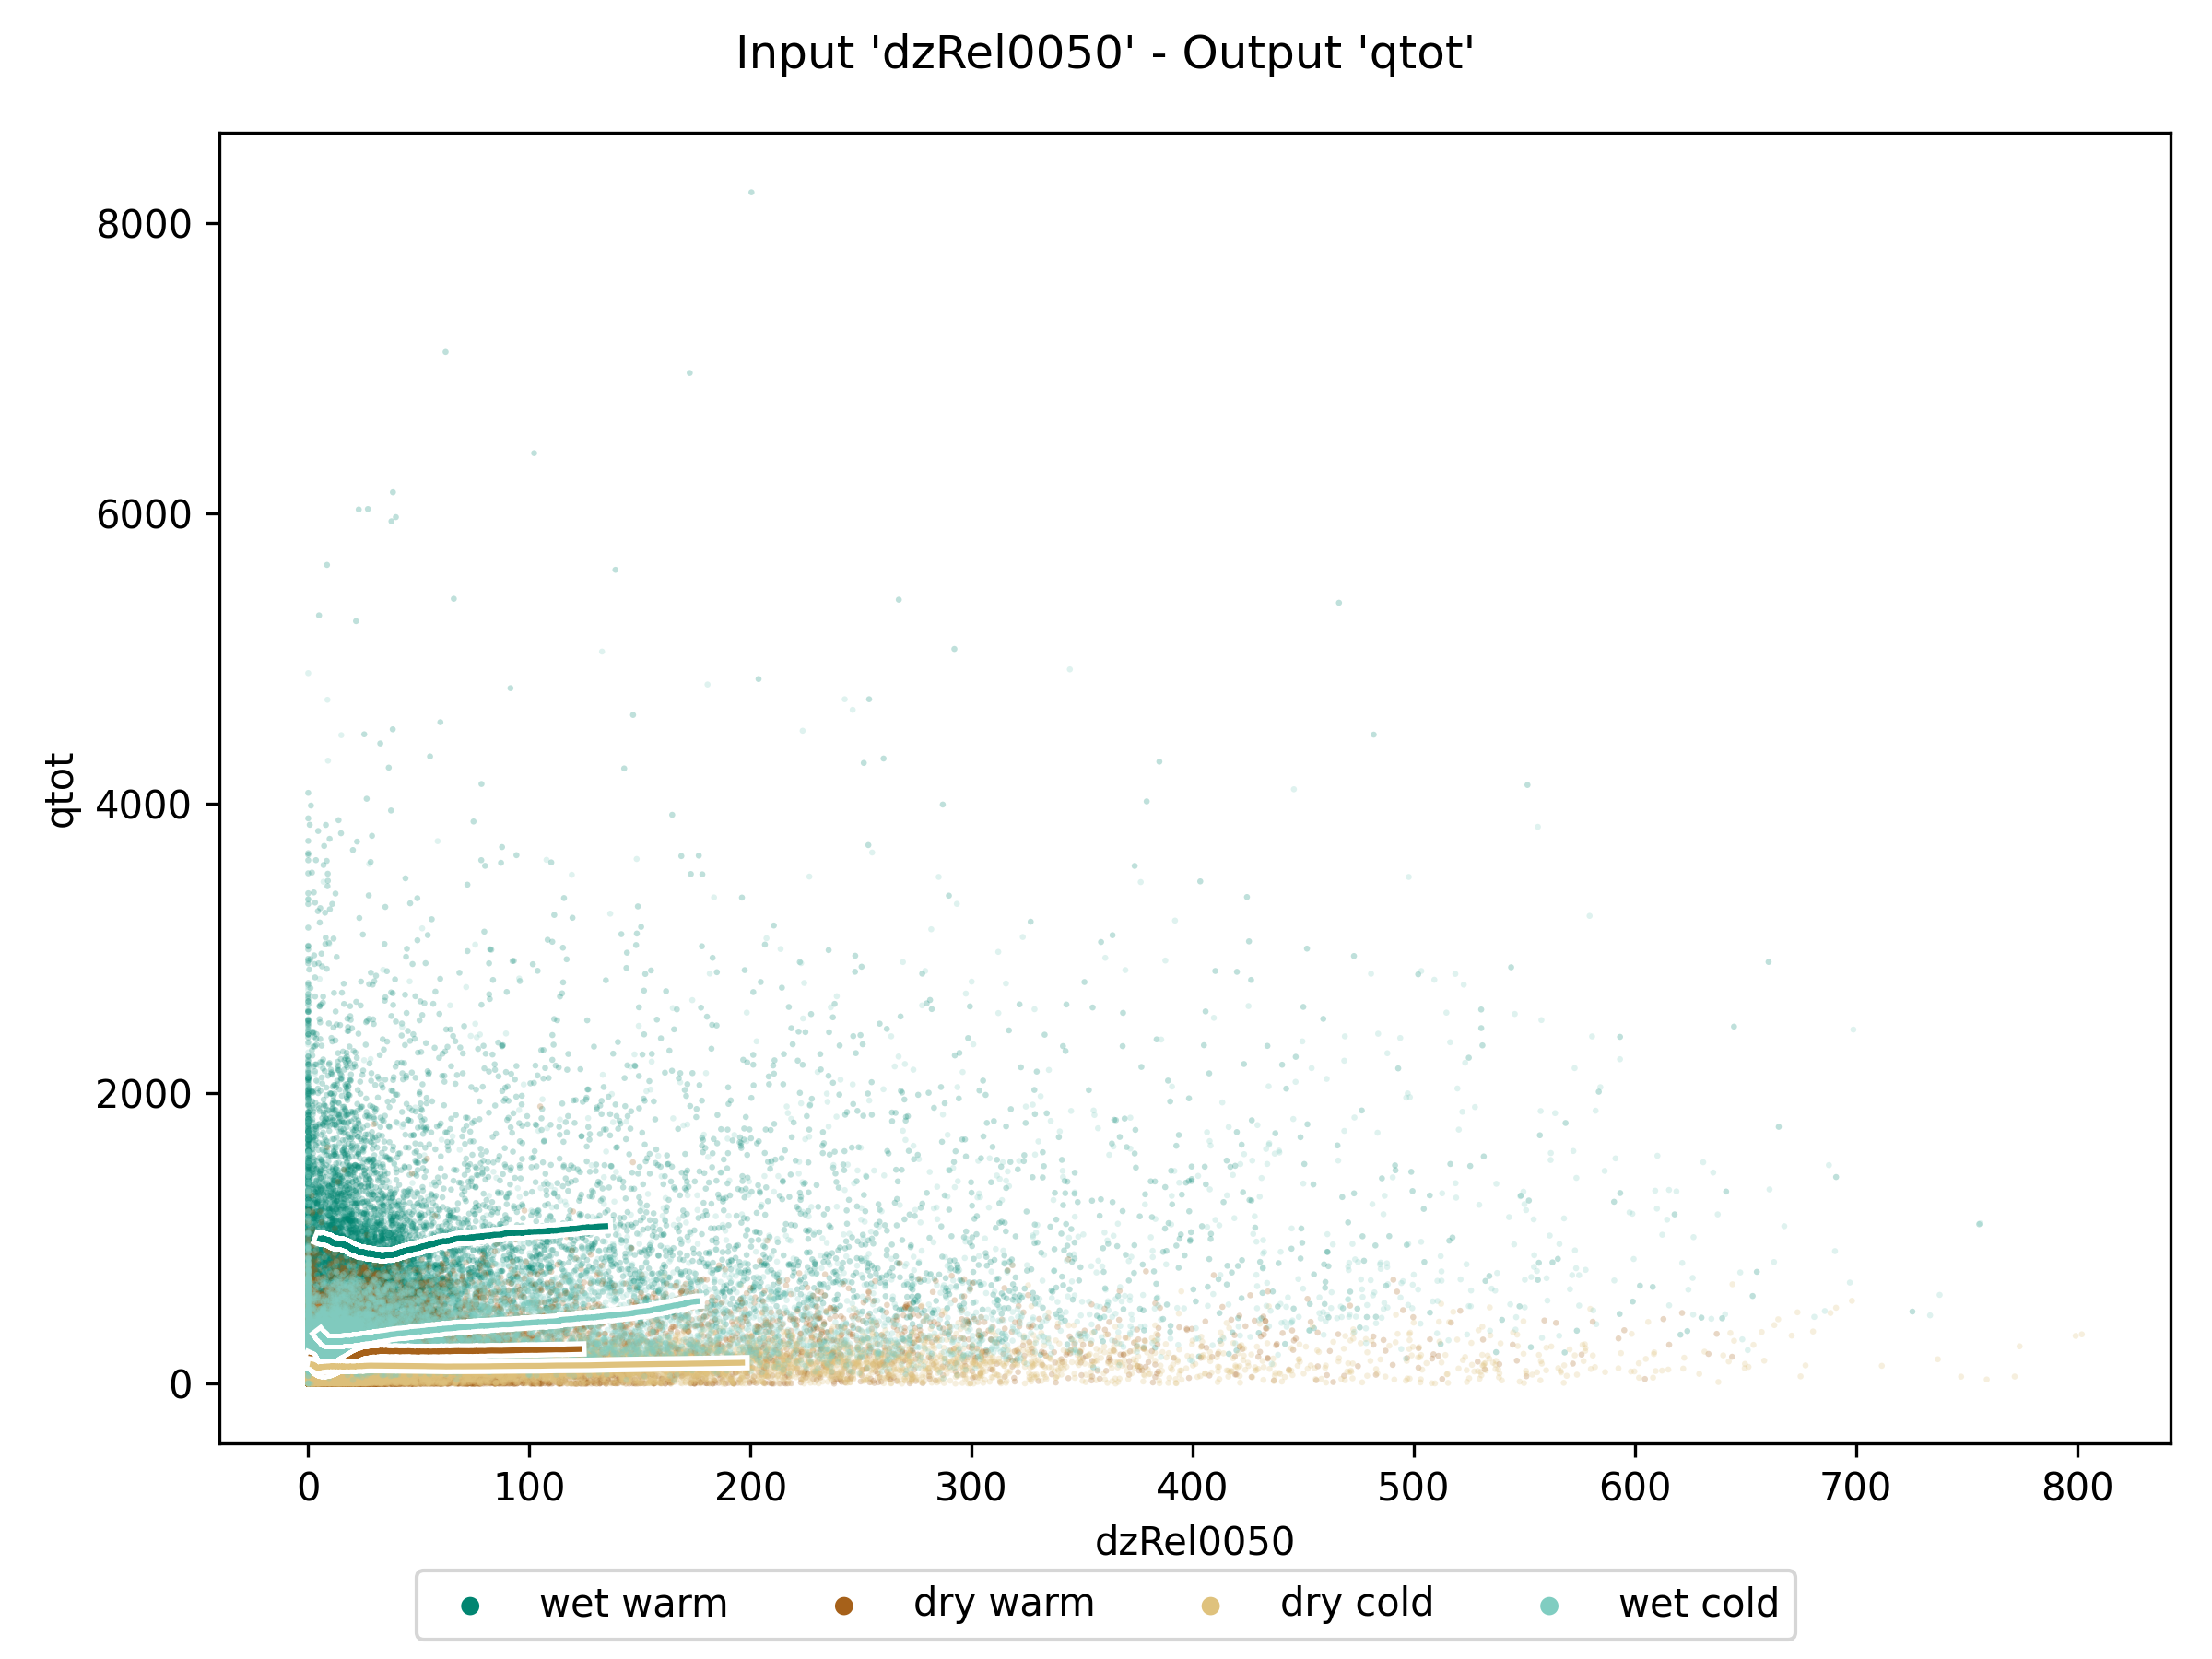 Input 'dzRel0050' - Output 'qtot'
8000
6000
4000
2000
0
qtot
0 100 200 300 400 500 600 700 800
dzRel0050
wet warm dry warm dry cold wet cold